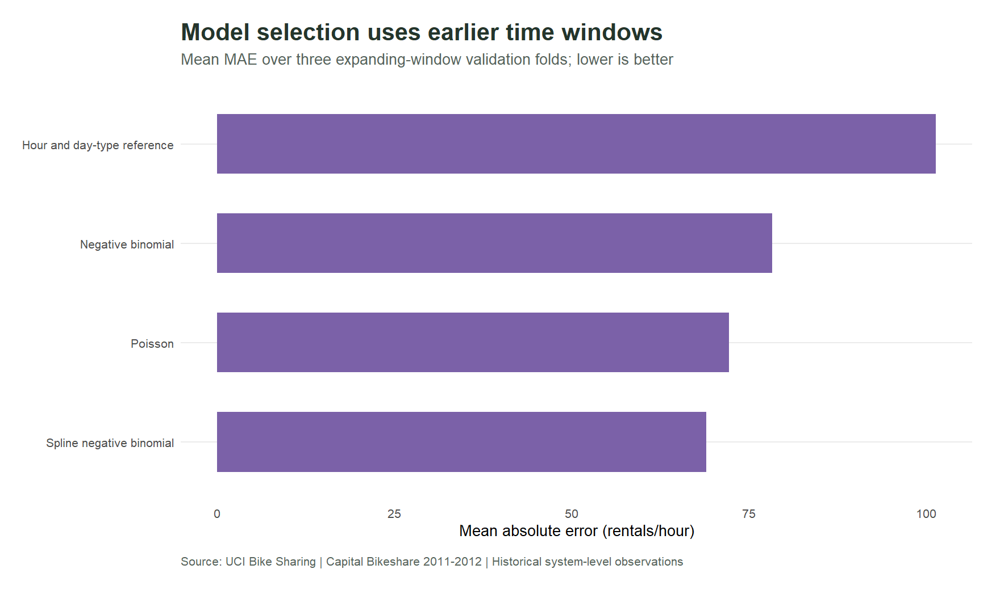 Model selection uses earlier time windows
Mean MAE over three expanding-window validation folds; lower is better
Hour and day-type reference
Negative binomial
Poisson
Spline negative binomial
0 25 50 75 100
Mean absolute error (rentals/hour)
Source: UCI Bike Sharing | Capital Bikeshare 2011-2012 | Historical system-level observations